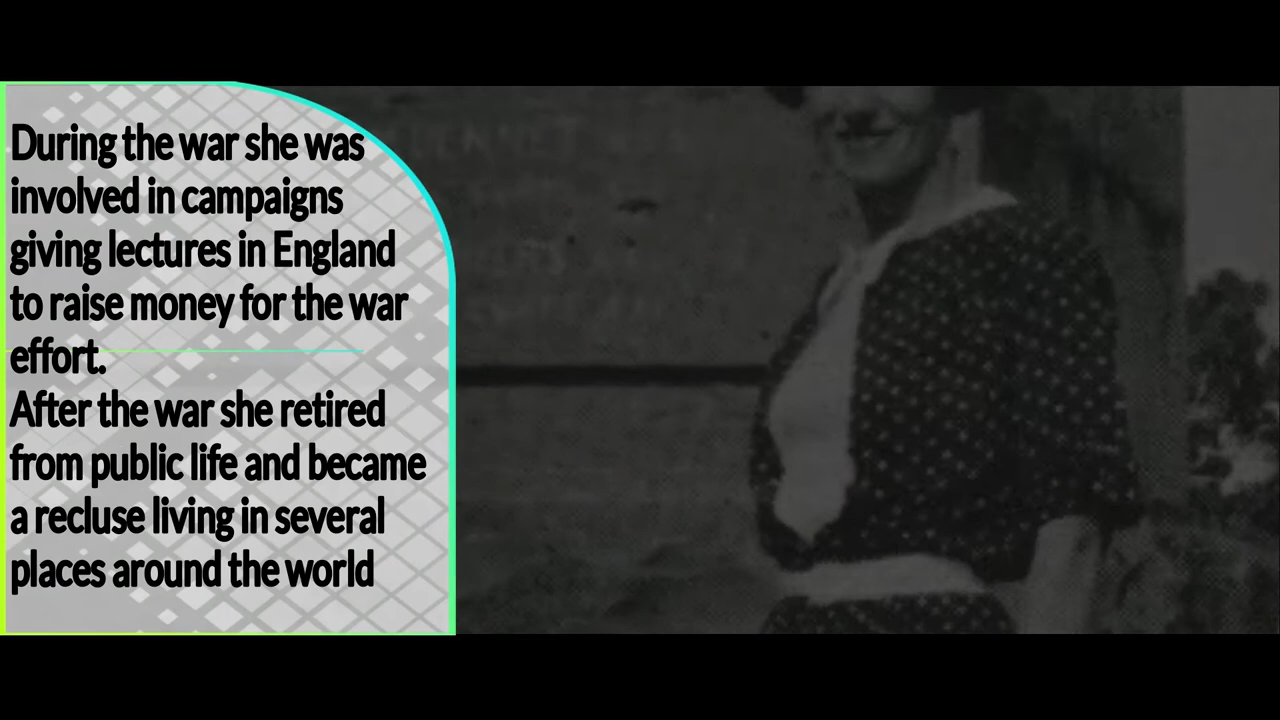 During the war she was
involved in campaigns
giving lectures in England
to raise money for the war
effort.
After the war she retired
from public life and became
a recluse living in several
places around the world